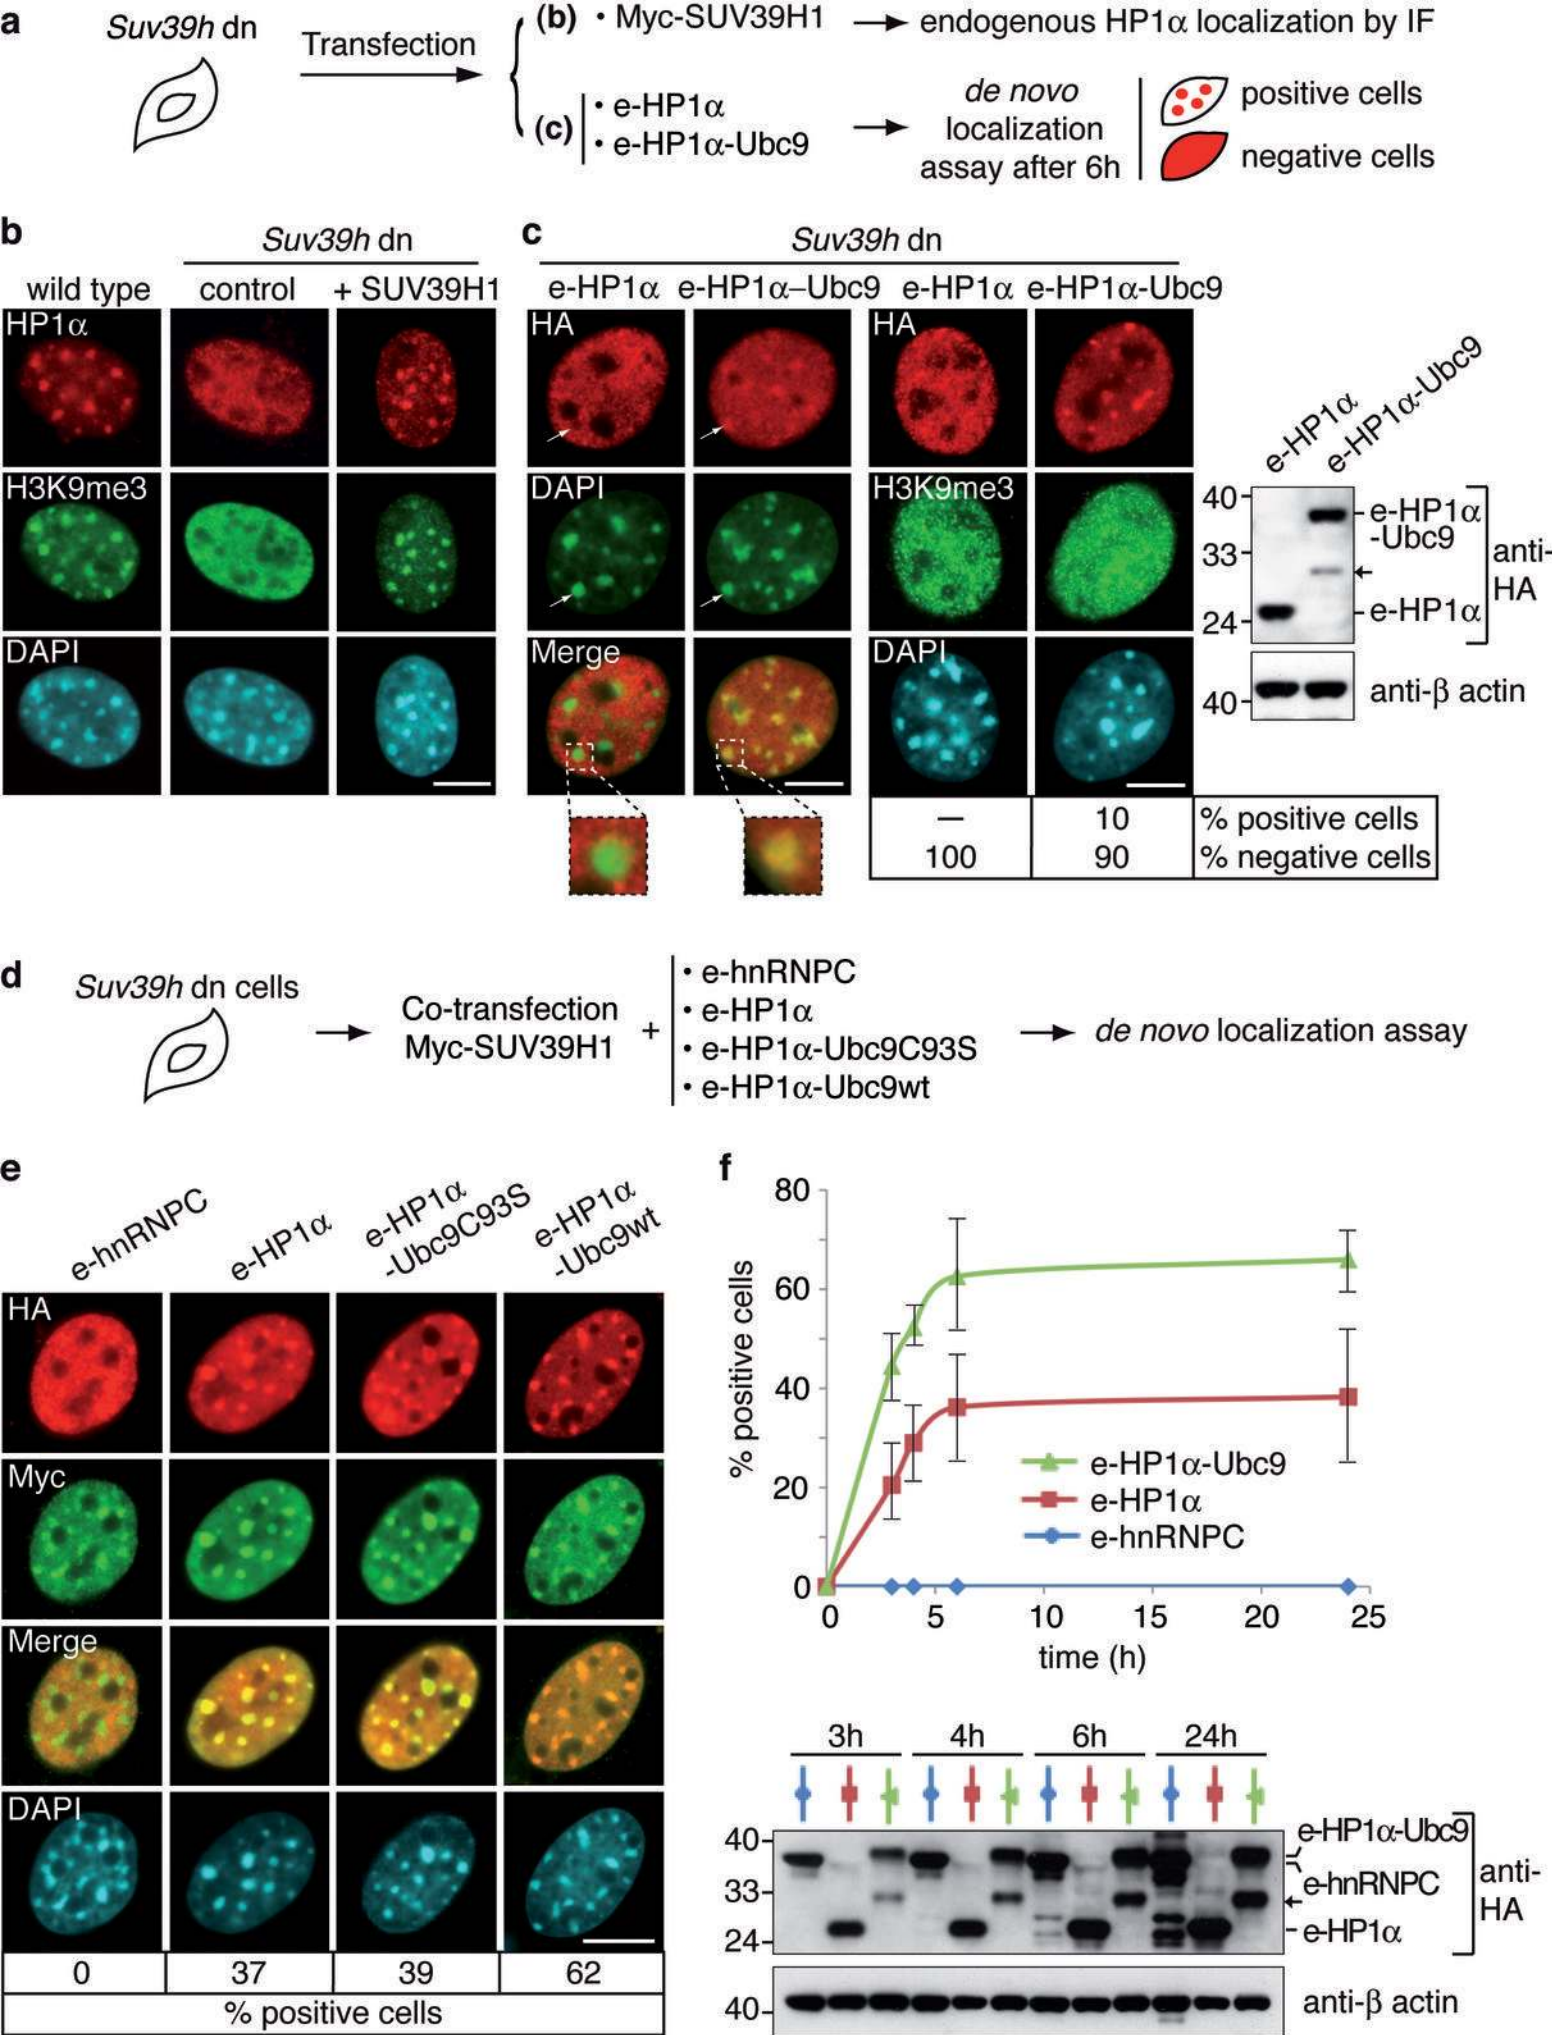 a
Suv39h dn
Transfection
(b) • Myc-SUV39H1
endogenous HP1α localization by IF
(c)
• e-HP1α
• e-HP1α-Ubc9
de novo
localization
assay after 6h
positive cells
negative cells
b
Suv39h dn
wild type control + SUV39H1
HP1α
H3K9me3
DAPI
c
Suv39h dn
e-HP1α e-HP1α–Ubc9 e-HP1α e-HP1α-Ubc9
HA HA
DAPI H3K9me3
Merge DAPI
— 10 % positive cells
100 90 % negative cells
e-HP1α
e-HP1α-Ubc9
40
33
24
e-HP1α
-Ubc9
e-HP1α
anti-
HA
40
anti-β actin
d
Suv39h dn cells
Co-transfection
Myc-SUV39H1
+
• e-hnRNPC
• e-HP1α
• e-HP1α-Ubc9C93S
• e-HP1α-Ubc9wt
de novo localization assay
e
e-hnRNPC
e-HP1α
e-HP1α
-Ubc9C93S
e-HP1α
-Ubc9wt
HA
Myc
Merge
DAPI
0 37 39 62
% positive cells
f
80
60
40
20
0
% positive cells
e-HP1α-Ubc9
e-HP1α
e-hnRNPC
0 5 10 15 20 25
time (h)
3h 4h 6h 24h
40
33
24
e-HP1α-Ubc9
e-hnRNPC
e-HP1α
anti-
HA
40
anti-β actin